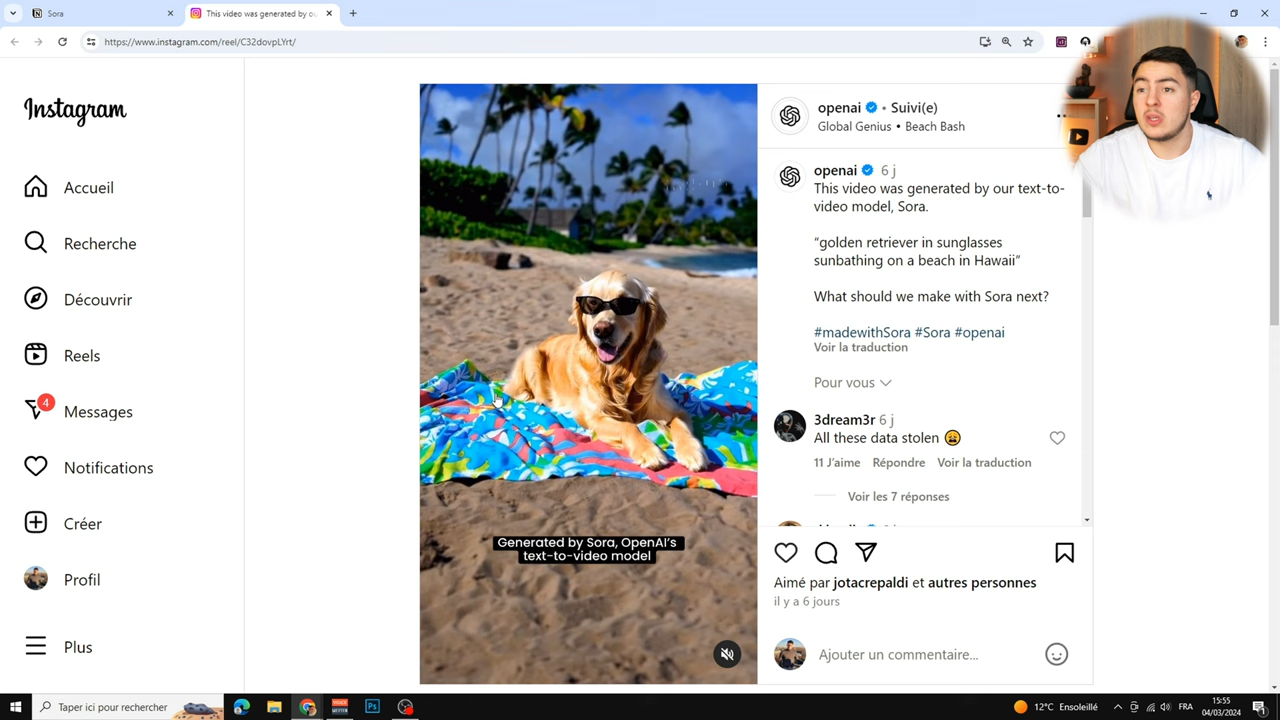 Sora
This video was generated by ou
https://www.instagram.com/reel/C32dovpLYrt/
Instagram
Accueil
Recherche
Découvrir
Reels
4
Messages
Notifications
Créer
Profil
Plus
Generated by Sora, OpenAI's
text-to-video model
openai • Suivi(e)
Global Genius • Beach Bash
openai 6 j
This video was generated by our text-to-
video model, Sora.
“golden retriever in sunglasses
sunbathing on a beach in Hawaii”
What should we make with Sora next?
#madewithSora #Sora #openai
Voir la traduction
Pour vous
3dream3r 6 j
All these data stolen 😩
11 J’aime Répondre Voir la traduction
Voir les 7 réponses
Aimé par jotacrepaldi et autres personnes
il y a 6 jours
Ajouter un commentaire...
Taper ici pour rechercher
Ps
12°C Ensoleillé
FRA
15:55
04/03/2024
1